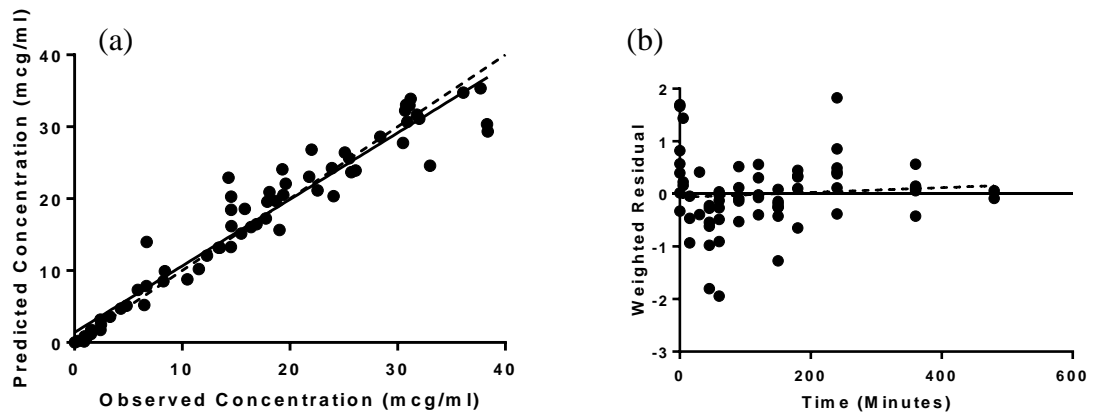 (a)
Predicted Concentration (mcg/ml)
40
30
20
10
0
0 10 20 30 40
Observed Concentration (mcg/ml)
(b)
Weighted Residual
2
1
0
-1
-2
-3
0 200 400 600
Time (Minutes)